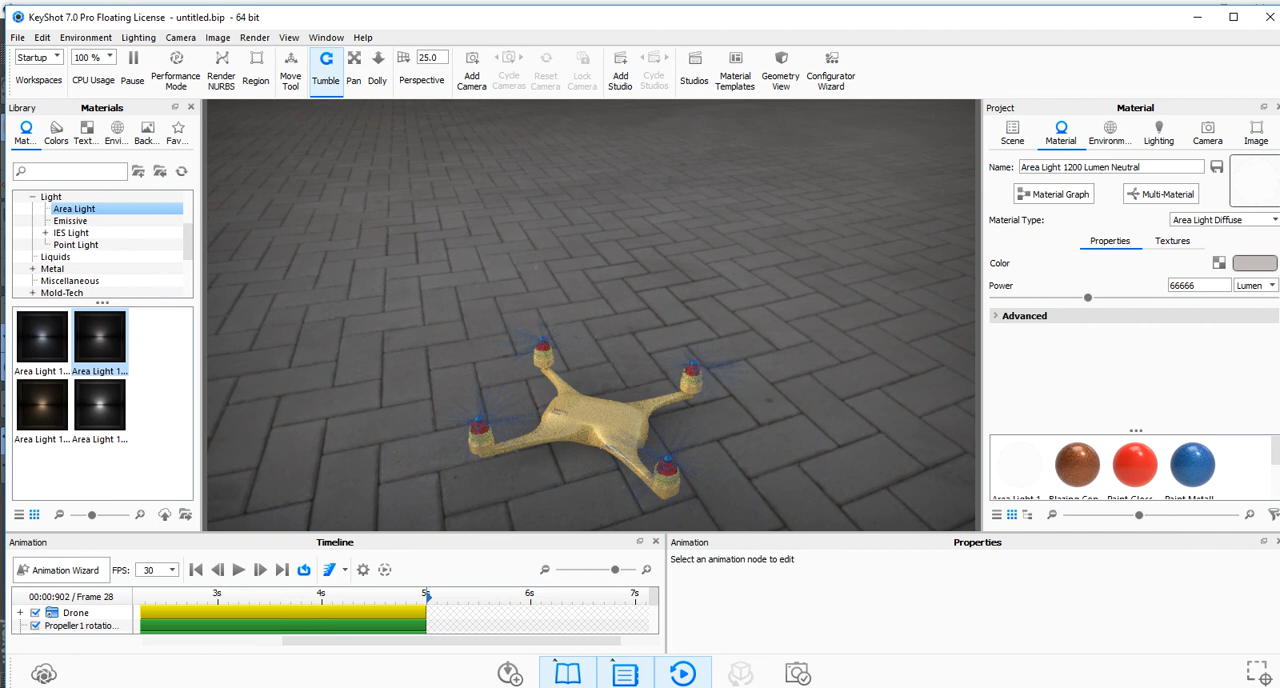 KeyShot 7.0 Pro Floating License - untitled.bip - 64 bit
File Edit Environment Lighting Camera Image Render View Window Help
Startup 100 % 25.0
Workspaces CPU Usage Pause Performance Mode Render NURBS Region Move Tool Tumble Pan Dolly Perspective Add Camera Cycle Cameras Reset Camera Lock Camera Add Studio Cycle Studios Studios Material Templates Geometry View Configurator Wizard
Library Materials
Mat... Colors Text... Envi... Back... Fav...
Light
Area Light
Emissive
IES Light
Point Light
Liquids
Metal
Miscellaneous
Mold-Tech
Area Light 1... Area Light 1...
Area Light 1... Area Light 1...
Project Material
Scene Material Environm... Lighting Camera Image
Name: Area Light 1200 Lumen Neutral
Material Graph Multi-Material
Material Type: Area Light Diffuse
Properties Textures
Color
Power 66666 Lumen
Advanced
Area Light 1 Blazing Cop Paint Gloss Paint Metall
Animation Timeline
Animation Wizard FPS: 30
00:00:902 / Frame 28 3s 4s 5s 6s 7s
Drone
Propeller1 rotatio...
Animation Properties
Select an animation node to edit